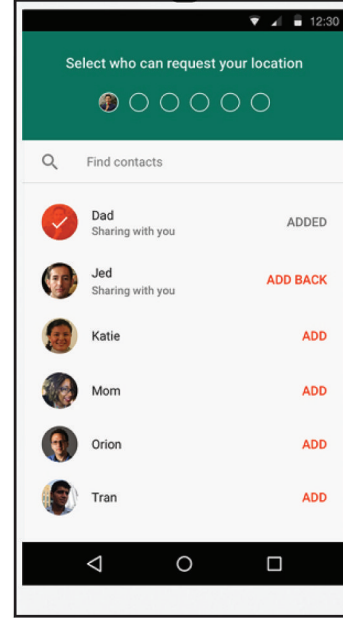 12:30
Select who can request your location
Find contacts
Dad
Sharing with you
ADDED
Jed
Sharing with you
ADD BACK
Katie
ADD
Mom
ADD
Orion
ADD
Tran
ADD